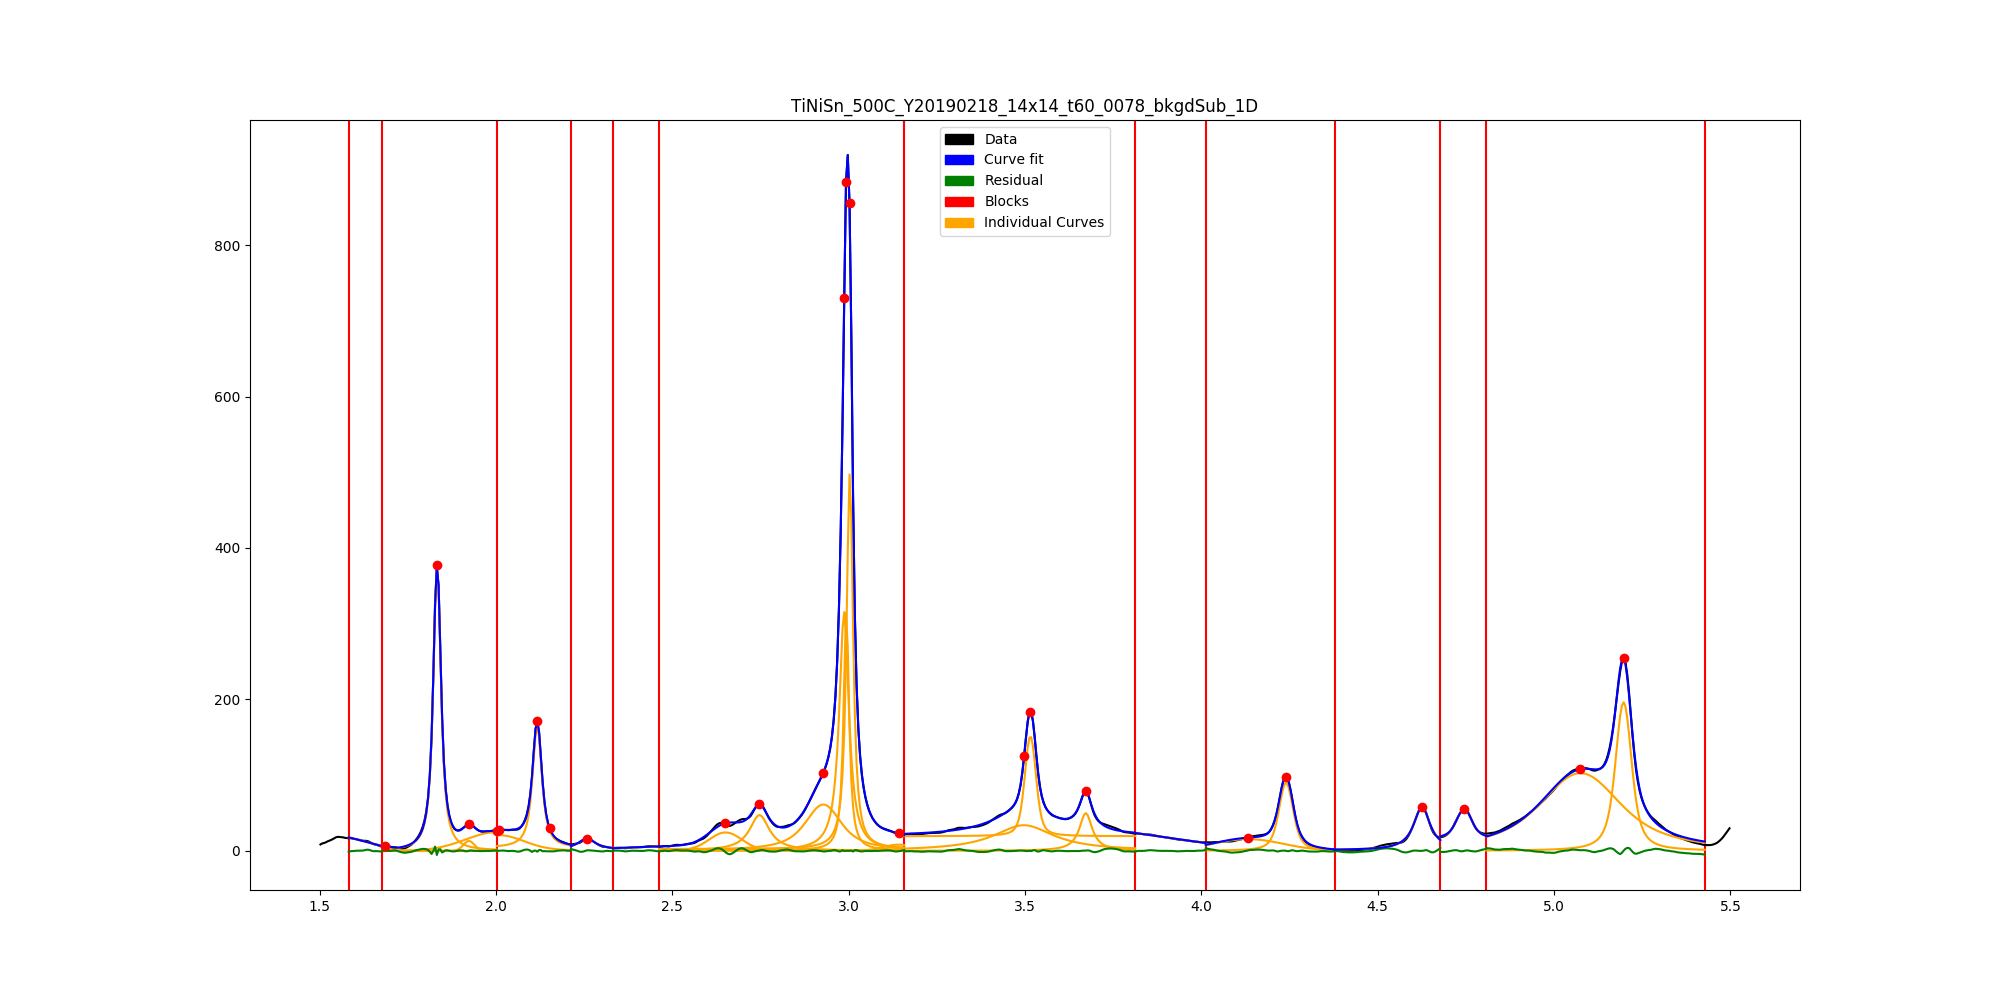 TiNiSn_500C_Y20190218_14x14_t60_0078_bkgdSub_1D
Data
Curve fit
Residual
Blocks
Individual Curves
800
600
400
200
0
1.5 2.0 2.5 3.0 3.5 4.0 4.5 5.0 5.5